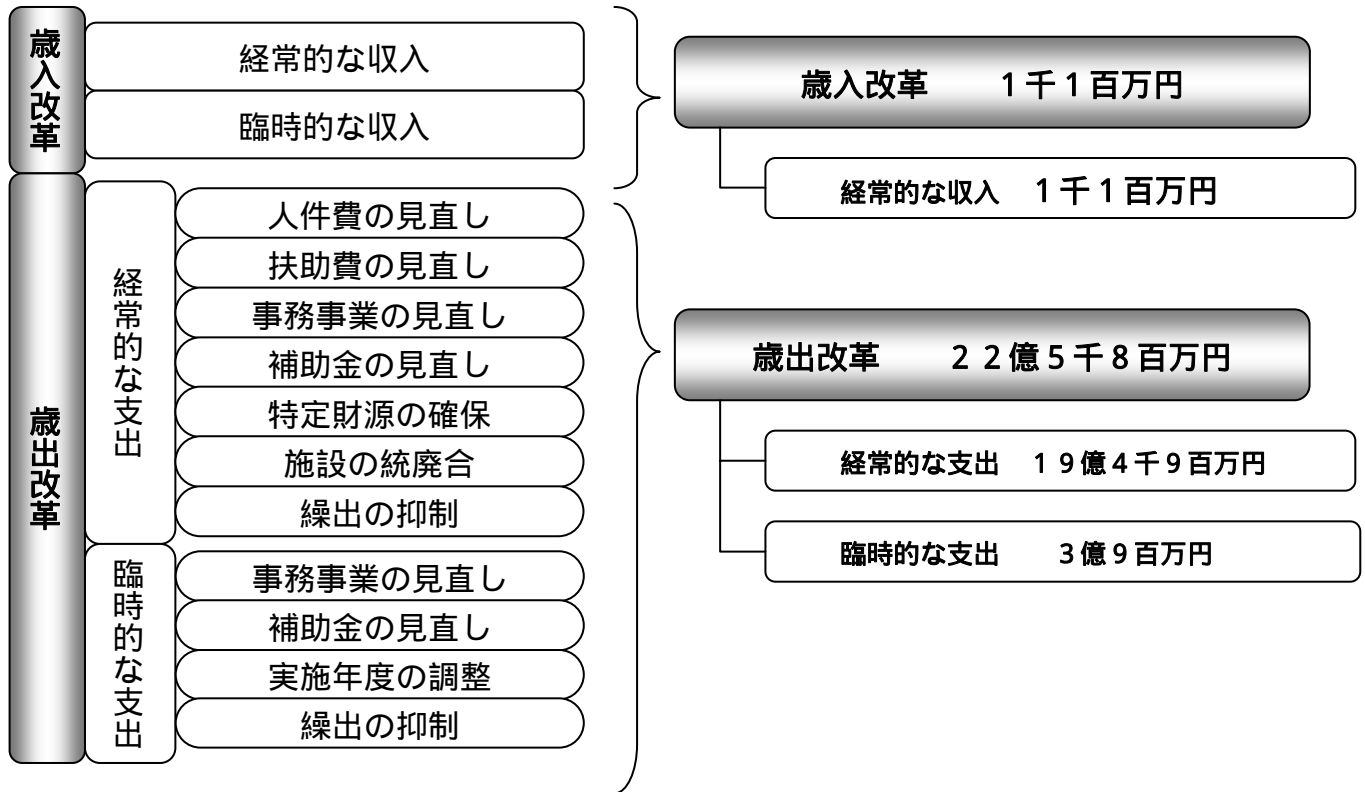 歳入改革
経常的な収入
臨時的な収入
歳出改革
経常的な支出
人件費の見直し
扶助費の見直し
事務事業の見直し
補助金の見直し
特定財源の確保
施設の統廃合
繰出の抑制
臨時的な支出
事務事業の見直し
補助金の見直し
実施年度の調整
繰出の抑制
歳入改革　　１千１百万円
経常的な収入　１千１百万円
歳出改革　　２２億５千８百万円
経常的な支出　１９億４千９百万円
臨時的な支出　　３億９百万円